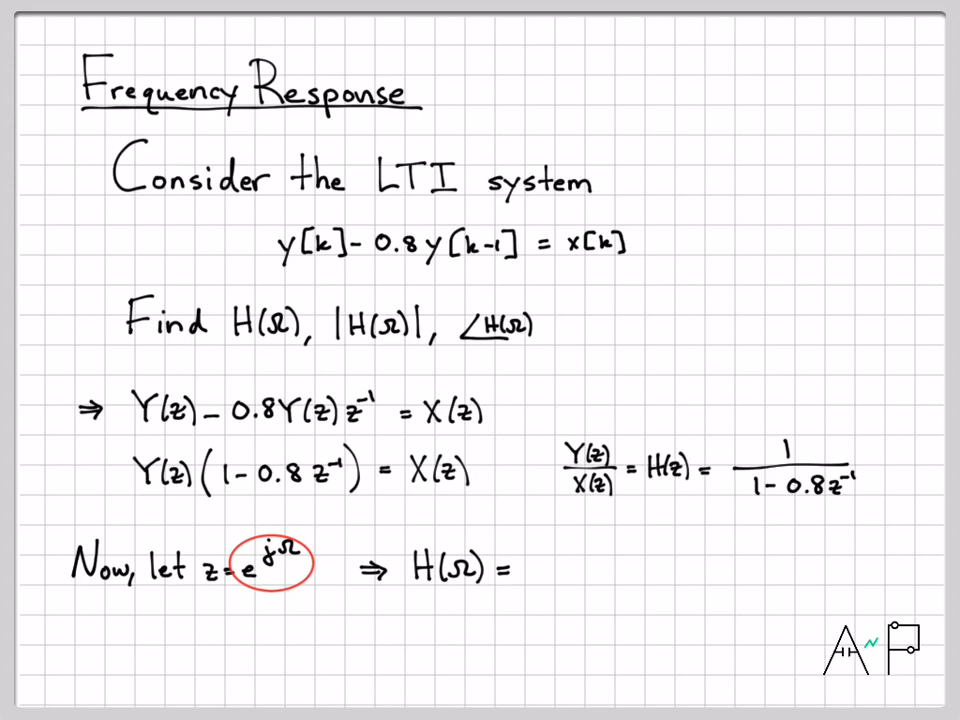 Frequency Response
Consider the LTI system
y[k] - 0.8y[k-1] = x[k]
Find H(Ω), |H(Ω)|, ∠H(Ω)
⇒ Y(z) - 0.8Y(z)z⁻¹ = X(z)
Y(z)(1 - 0.8z⁻¹) = X(z)    Y(z)/X(z) = H(z) = 1/(1 - 0.8z⁻¹)
Now, let z = e^jΩ ⇒ H(Ω) =
AP